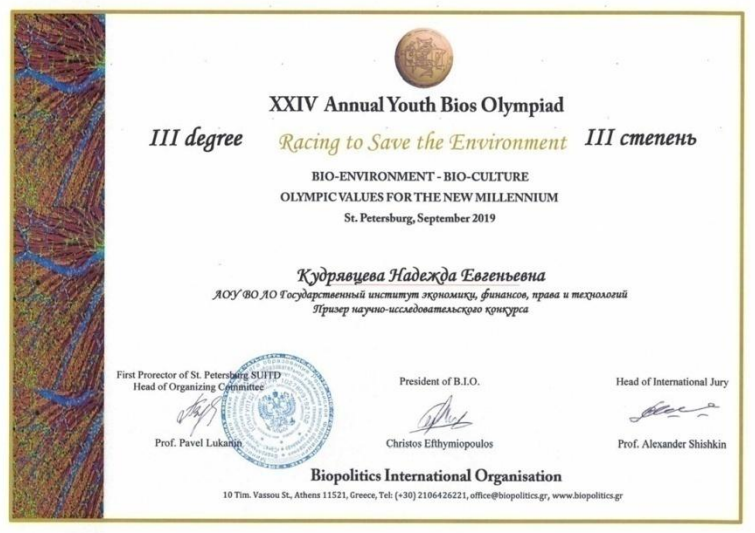 XXIV Annual Youth Bios Olympiad
III degree Racing to Save the Environment III степень
BIO-ENVIRONMENT - BIO-CULTURE
OLYMPIC VALUES FOR THE NEW MILLENNIUM
St. Petersburg, September 2019
Кудрявцева Надежда Евгеньевна
АОУ ВО ЛО Государственный институт экономики, финансов, права и технологий
Призер научно-исследовательского конкурса
First Prorector of St. Petersburg SUITD
Head of Organizing Committee
Prof. Pavel Lukanin
President of B.I.O.
Christos Efthymiopoulos
Head of International Jury
Prof. Alexander Shishkin
Biopolitics International Organisation
10 Tim. Vassou St., Athens 11521, Greece, Tel: (+30) 2106426221, office@biopolitics.gr, www.biopolitics.gr